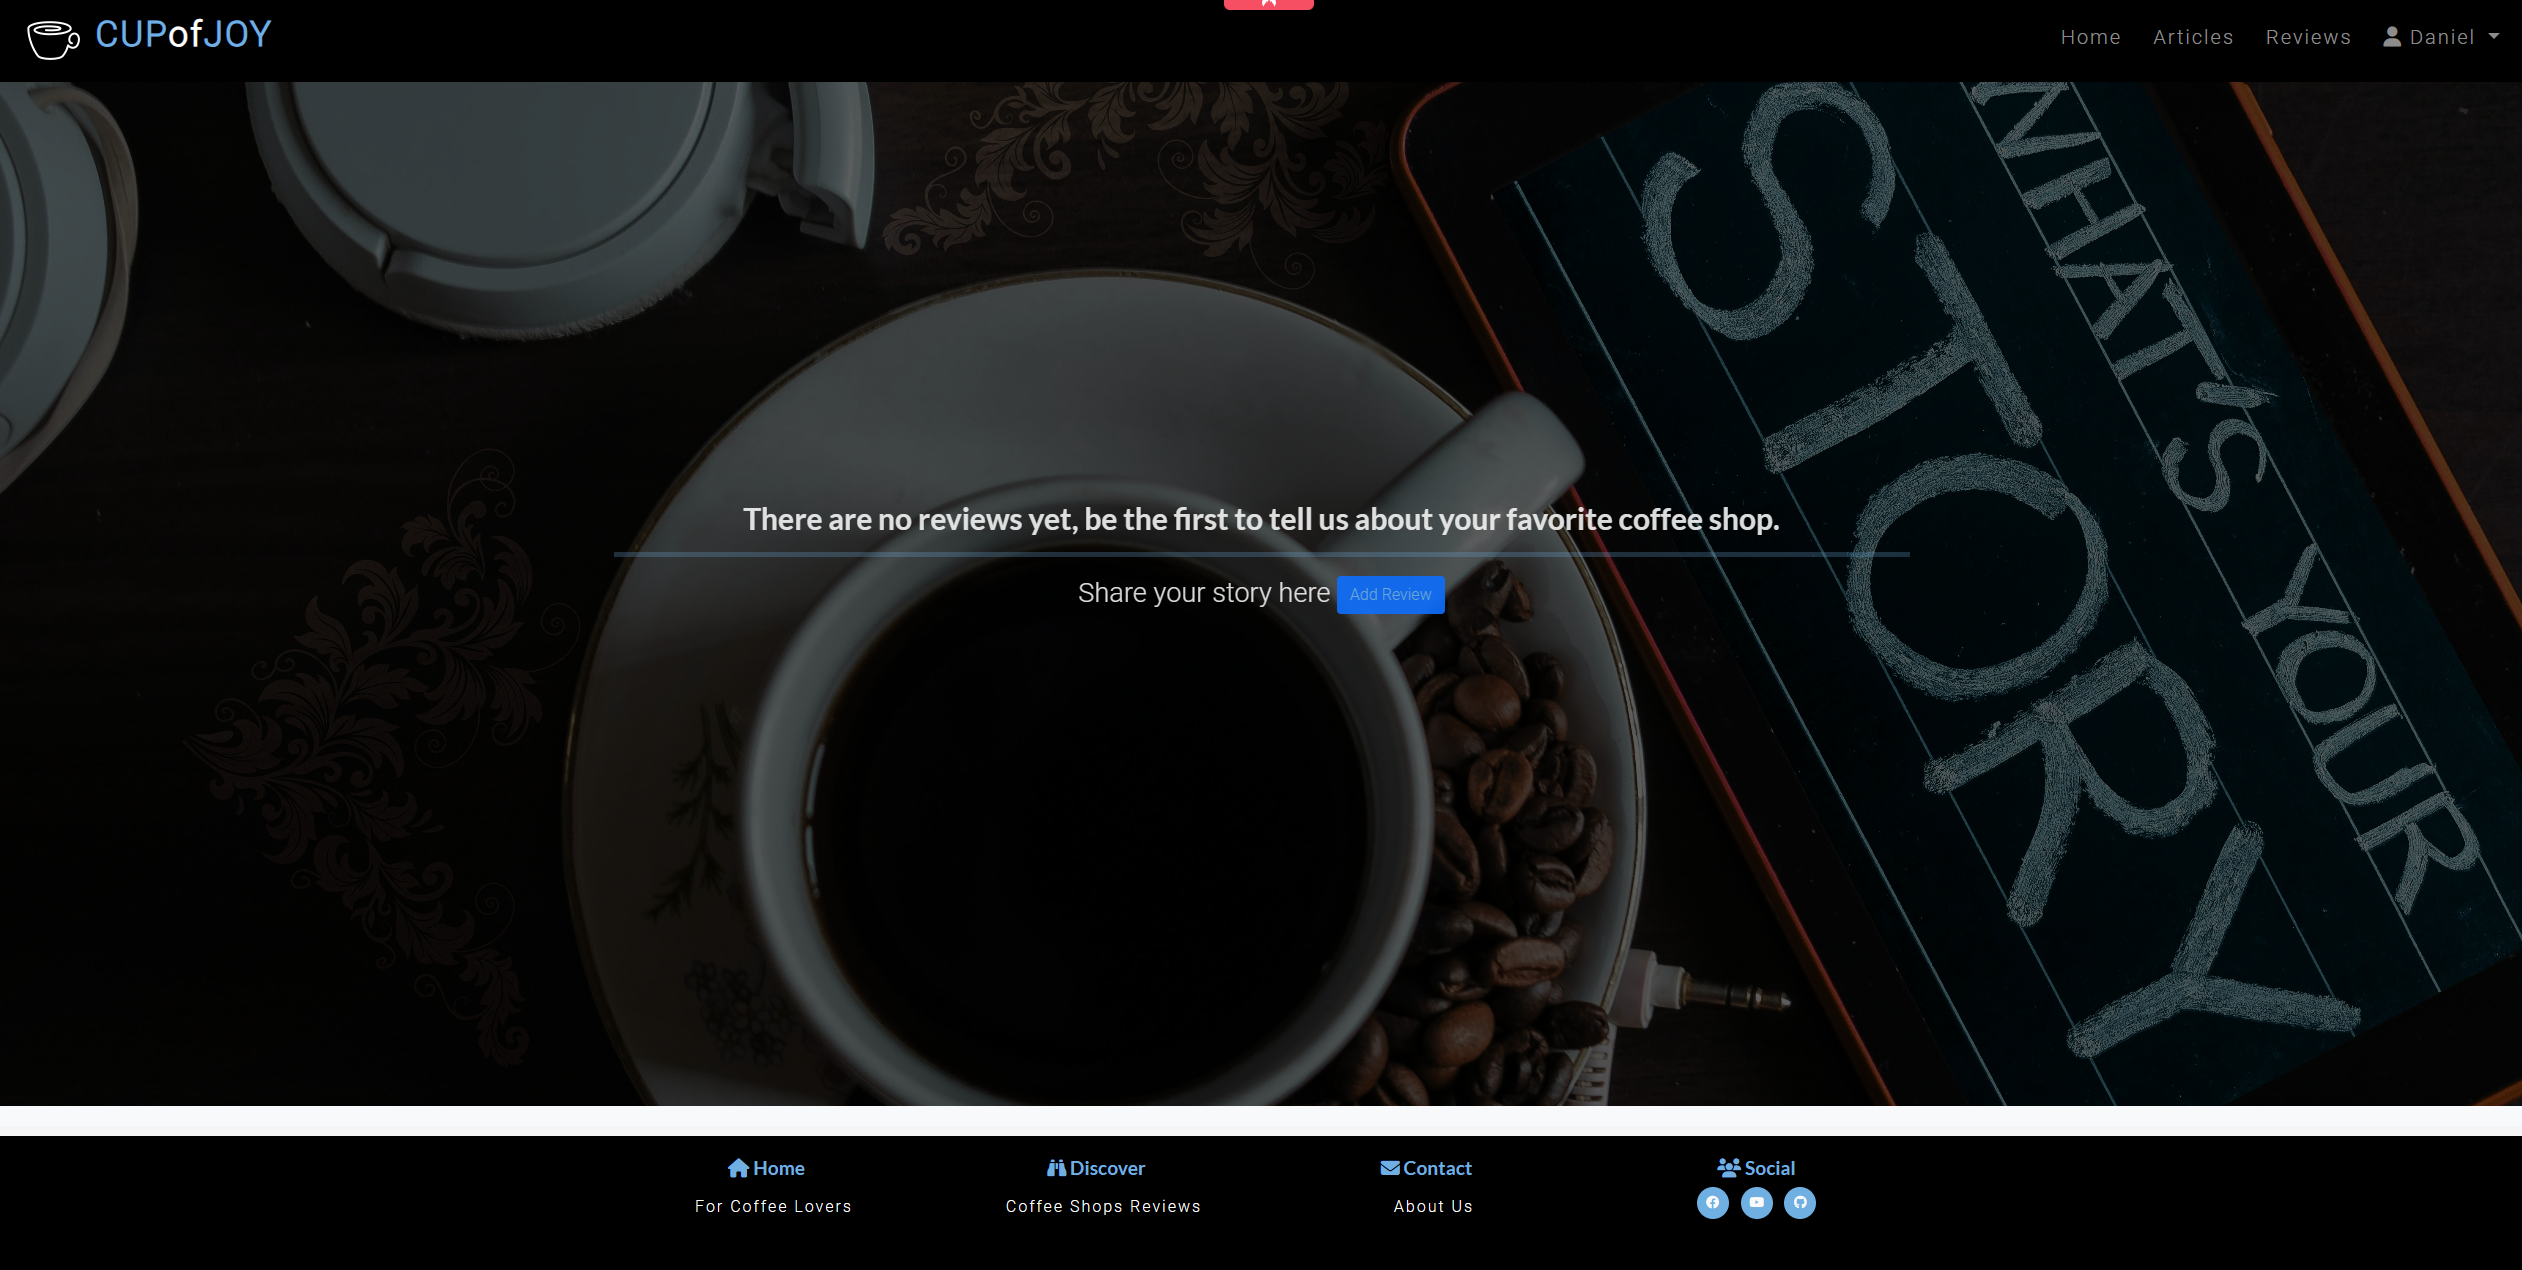 CUPofJOY
Home Articles Reviews Daniel
WHAT'S YOUR
STORY
There are no reviews yet, be the first to tell us about your favorite coffee shop.
Share your story here Add Review
Home Discover Contact Social
For Coffee Lovers Coffee Shops Reviews About Us